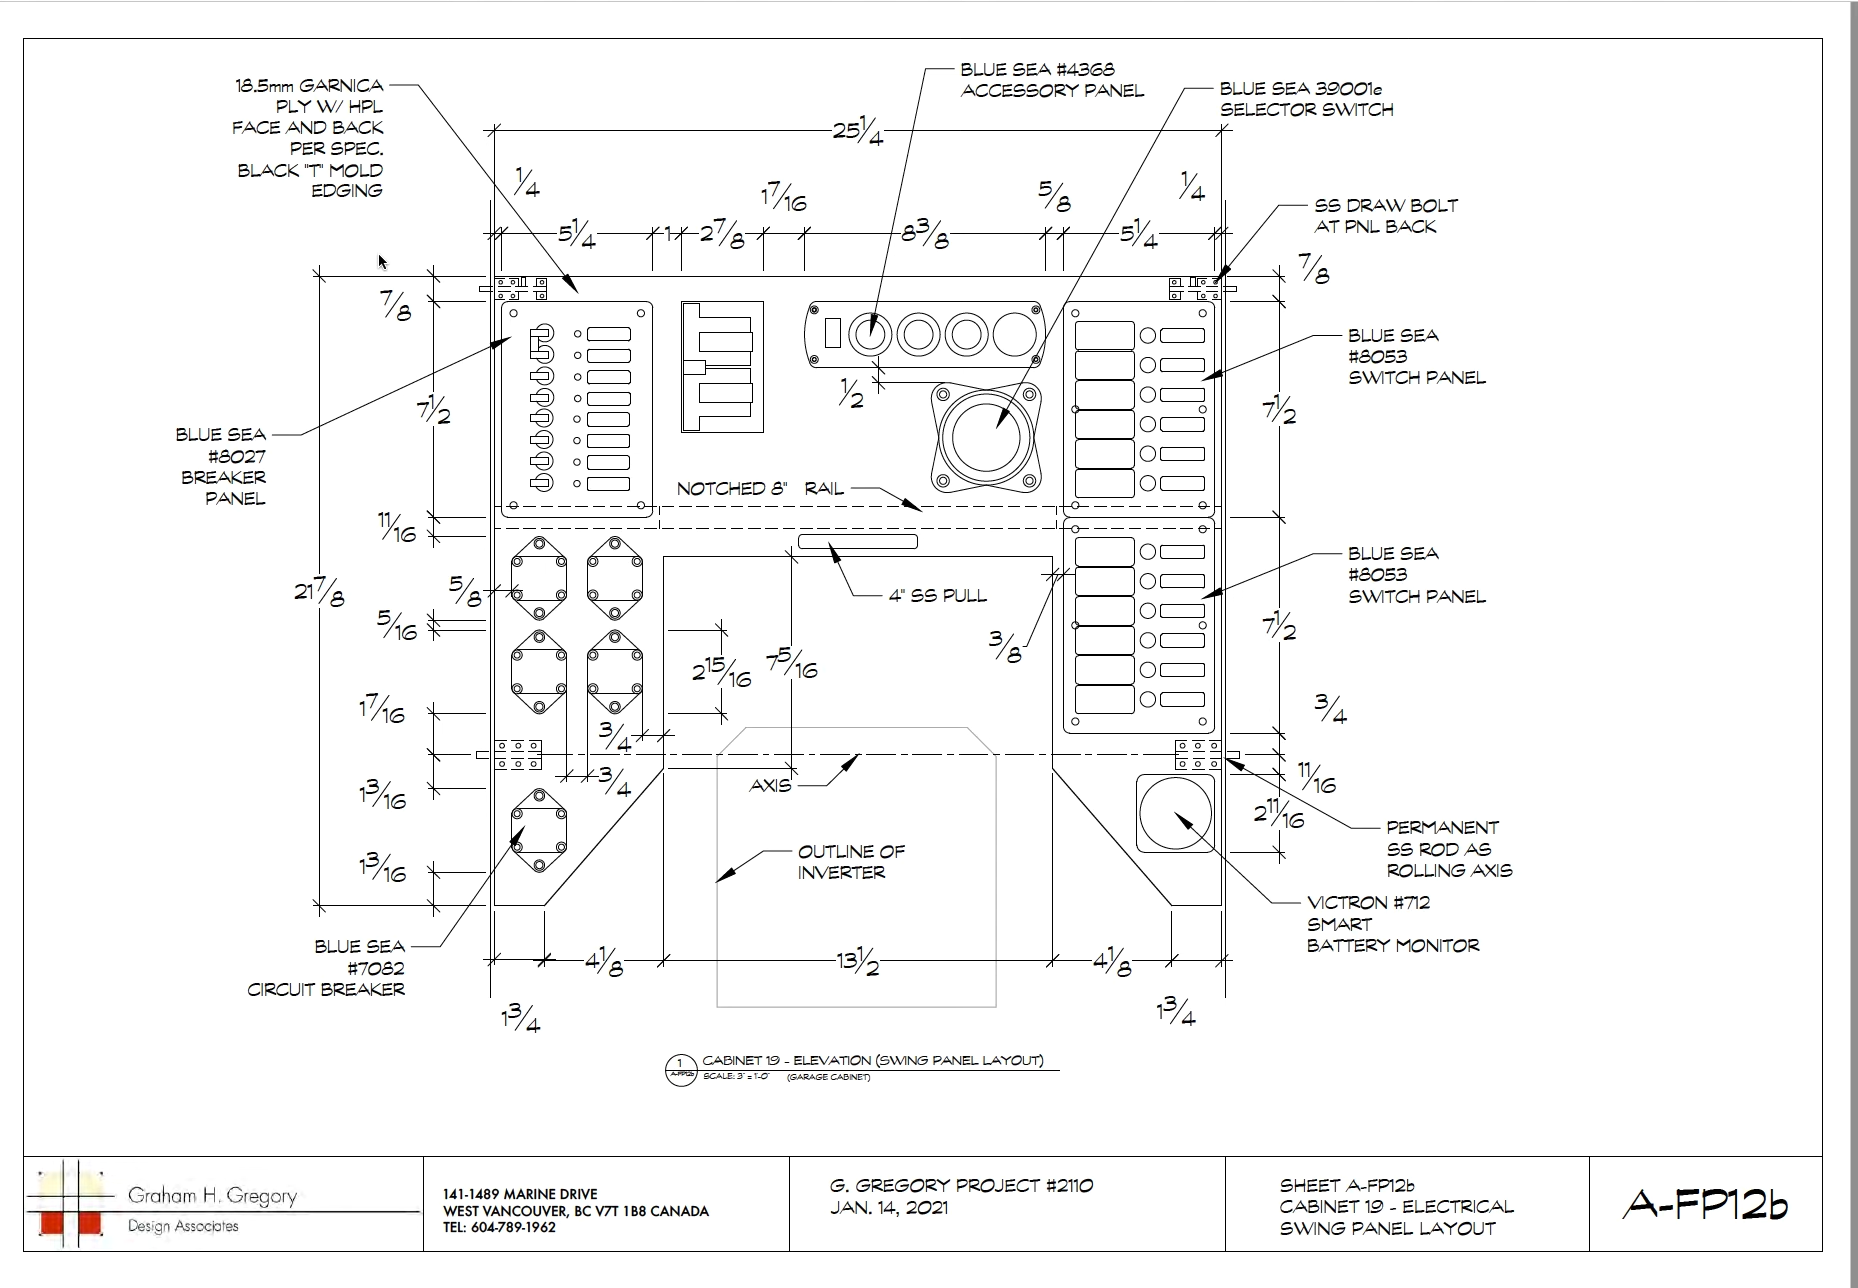 18.5mm GARNICA
PLY W/ HPL
FACE AND BACK
PER SPEC.
BLACK "T" MOLD
EDGING
BLUE SEA #4368
ACCESSORY PANEL
BLUE SEA 39001e
SELECTOR SWITCH
25 1/4
1/4
1 7/16
5/8
1/4
SS DRAW BOLT
AT PNL BACK
5 1/4
1
2 7/8
8 3/8
5 1/4
7/8
7/8
BLUE SEA
#8053
SWITCH PANEL
7 1/2
1/2
7 1/2
BLUE SEA
#8027
BREAKER
PANEL
NOTCHED 8" RAIL
11/16
BLUE SEA
#8053
SWITCH PANEL
21 7/8
5/8
4" SS PULL
5/16
7 1/2
3/8
2 15/16
7 5/16
1 7/16
3/4
3/4
3/4
AXIS
11/16
1 3/16
2 11/16
PERMANENT
SS ROD AS
ROLLING AXIS
OUTLINE OF
INVERTER
1 3/16
VICTRON #712
SMART
BATTERY MONITOR
BLUE SEA
#7082
CIRCUIT BREAKER
4 1/8
13 1/2
4 1/8
1 3/4
1 3/4
1
A-FP12b
CABINET 19 - ELEVATION (SWING PANEL LAYOUT)
SCALE: 3" = 1'-0" (GARAGE CABINET)
Graham H. Gregory
Design Associates
141-1489 MARINE DRIVE
WEST VANCOUVER, BC V7T 1B8 CANADA
TEL: 604-789-1962
G. GREGORY PROJECT #2110
JAN. 14, 2021
SHEET A-FP12b
CABINET 19 - ELECTRICAL
SWING PANEL LAYOUT
A-FP12b